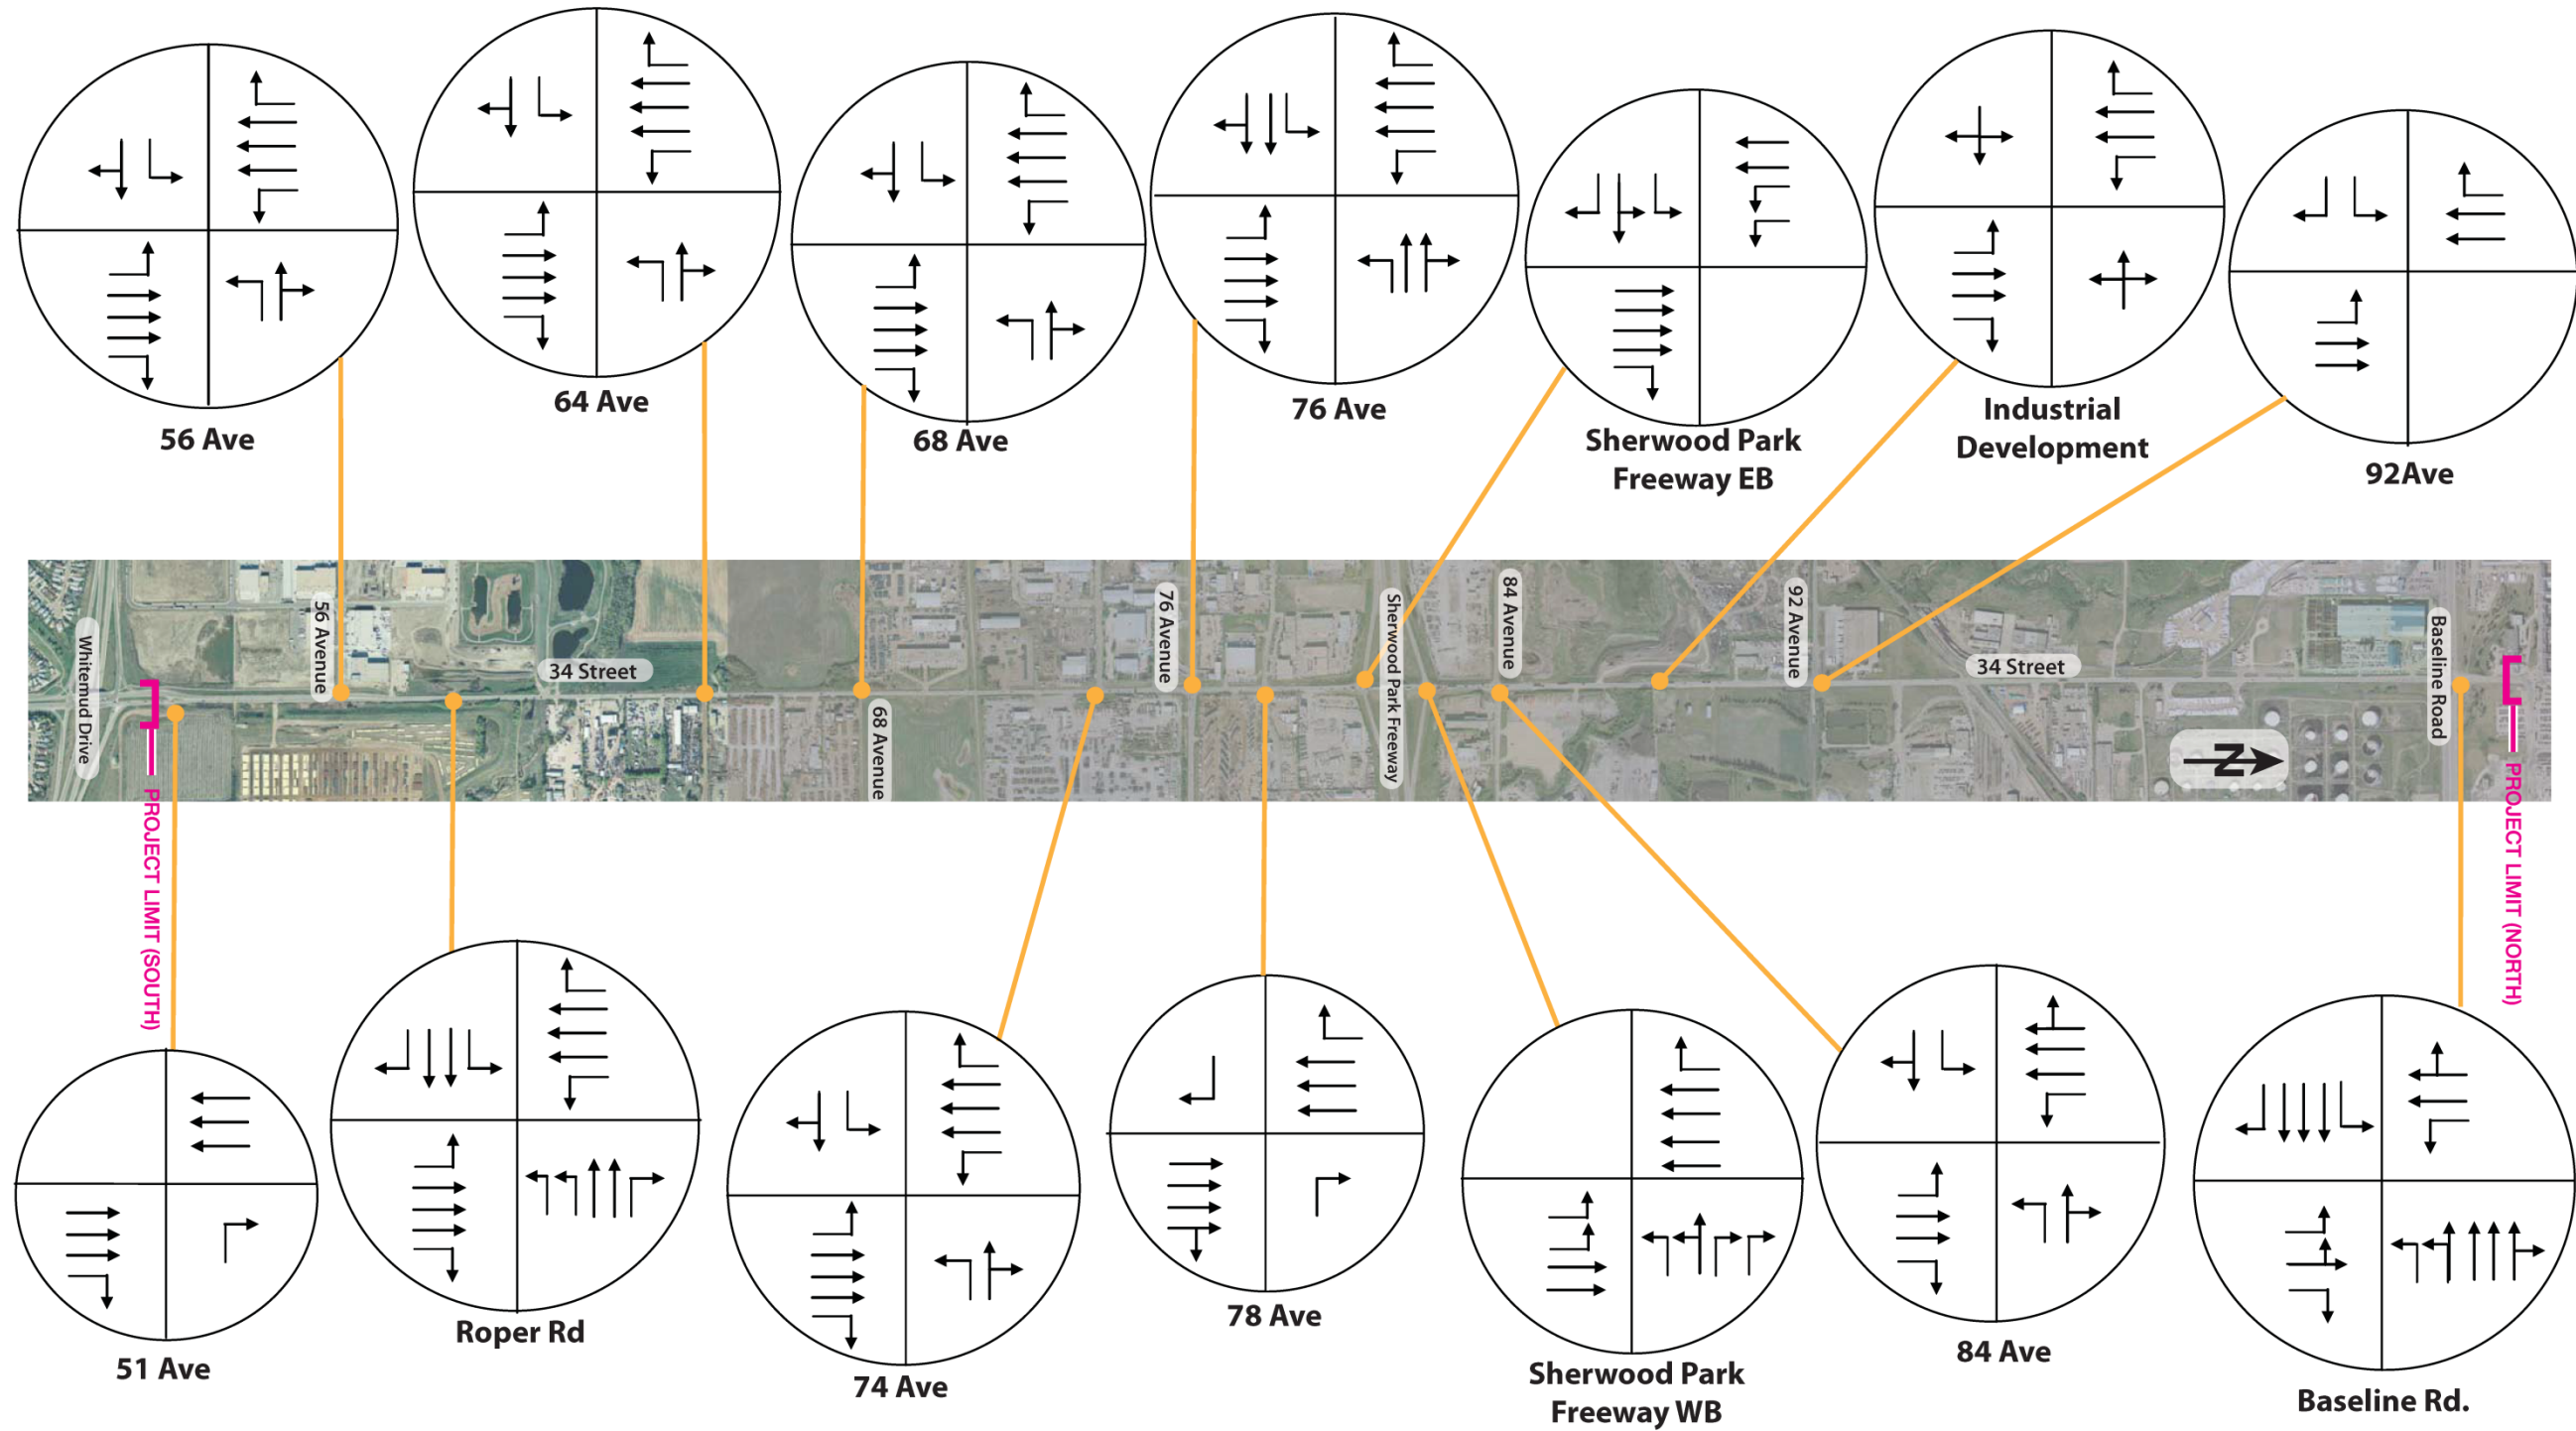 56 Ave
64 Ave
68 Ave
76 Ave
Sherwood Park
Freeway EB
Industrial
Development
92Ave
Whitemud Drive
56 Avenue
34 Street
68 Avenue
76 Avenue
Sherwood Park Freeway
84 Avenue
92 Avenue
34 Street
Baseline Road
N
PROJECT LIMIT (SOUTH)
PROJECT LIMIT (NORTH)
51 Ave
Roper Rd
74 Ave
78 Ave
Sherwood Park
Freeway WB
84 Ave
Baseline Rd.